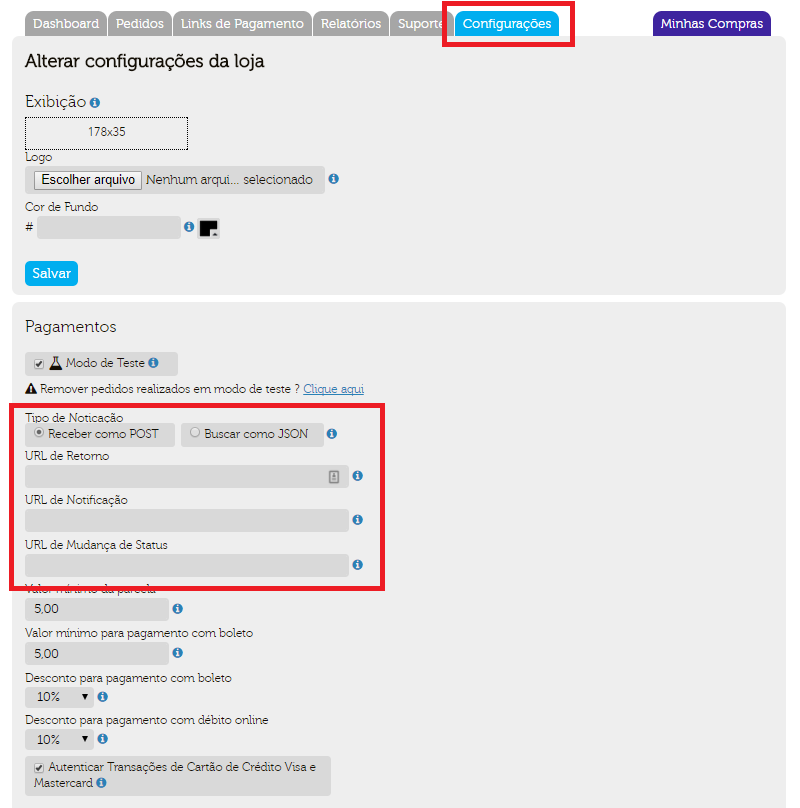 Dashboard Pedidos Links de Pagamento Relatórios Suporte Configurações Minhas Compras
Alterar configurações da loja
Exibição
178x35
Logo
Escolher arquivo Nenhum arqui... selecionado
Cor de Fundo
#
Salvar
Pagamentos
Modo de Teste
Remover pedidos realizados em modo de teste ? Clique aqui
Tipo de Noticação
Receber como POST Buscar como JSON
URL de Retorno
URL de Notificação
URL de Mudança de Status
Valor mínimo da parcela
5,00
Valor mínimo para pagamento com boleto
5,00
Desconto para pagamento com boleto
10%
Desconto para pagamento com débito online
10%
Autenticar Transações de Cartão de Crédito Visa e
Mastercard